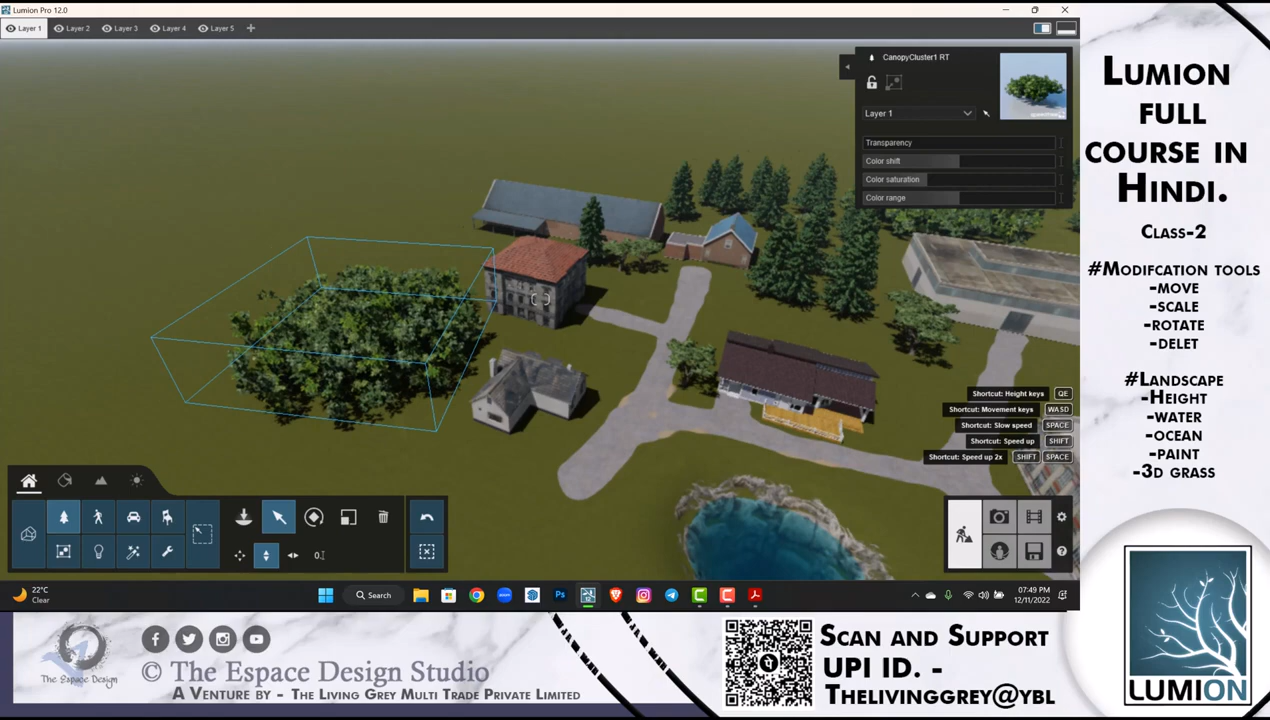 Lumion Pro 12.0
Layer 1
Layer 2
Layer 3
Layer 4
Layer 5
CanopyCluster1 RT
Layer 1
Transparency
Color shift
Color saturation
Color range
Shortcut: Height keys QE
Shortcut: Movement keys WASD
Shortcut: Slow speed SPACE
Shortcut: Speed up SHIFT
Shortcut: Speed up 2x SHIFT SPACE
0.
22°C
Clear
Search
07:49 PM
12/11/2022
Lumion
full
course in
Hindi.
Class-2
#Modifcation tools
-Move
-Scale
-Rotate
-Delet
#Landscape
-Height
-Water
-Ocean
-Paint
-3d grass
LUMION
The Espace Design
© The Espace Design Studio
A Venture by - The Living Grey Multi Trade Private Limited
Scan and Support
UPI ID. -
Thelivinggrey@ybl